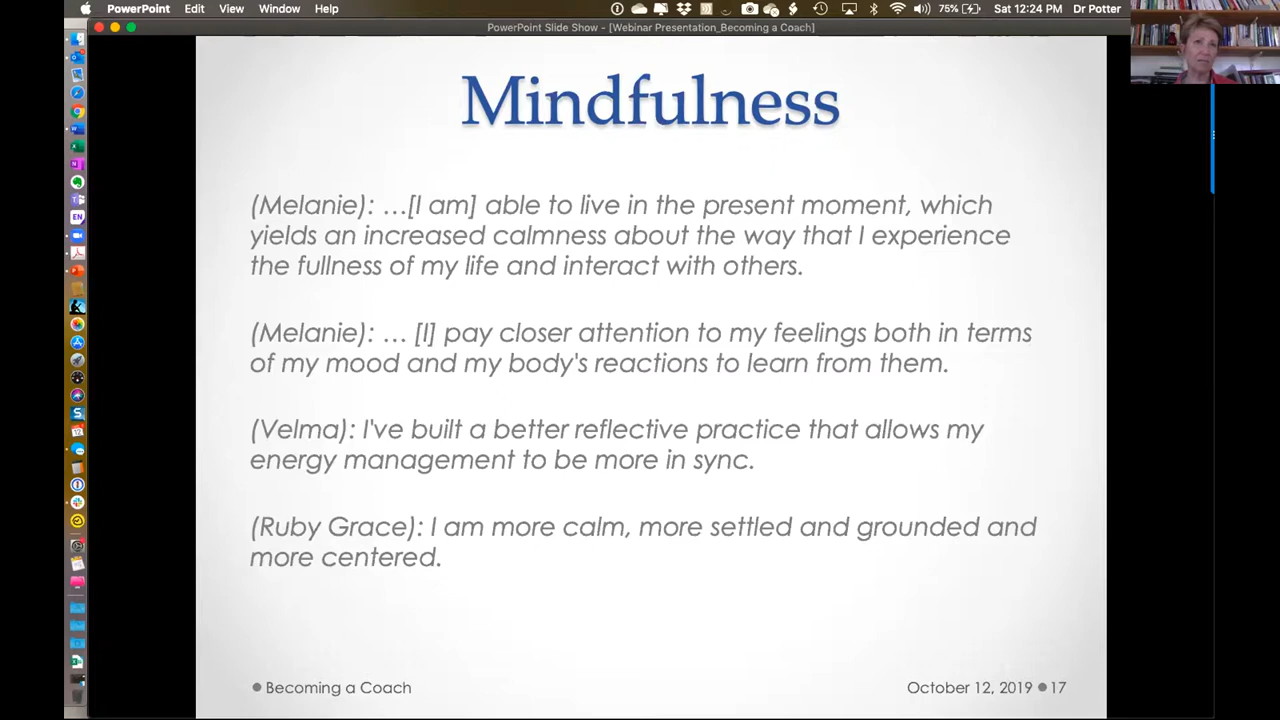 PowerPoint File Edit View Window Help 75% Sat 12:24 PM Dr Potter
PowerPoint Slide Show - [Webinar Presentation_Becoming a Coach]
Mindfulness
(Melanie): …[I am] able to live in the present moment, which
yields an increased calmness about the way that I experience
the fullness of my life and interact with others.
(Melanie): … [I] pay closer attention to my feelings both in terms
of my mood and my body's reactions to learn from them.
(Velma): I've built a better reflective practice that allows my
energy management to be more in sync.
(Ruby Grace): I am more calm, more settled and grounded and
more centered.
Becoming a Coach
October 12, 2019 17